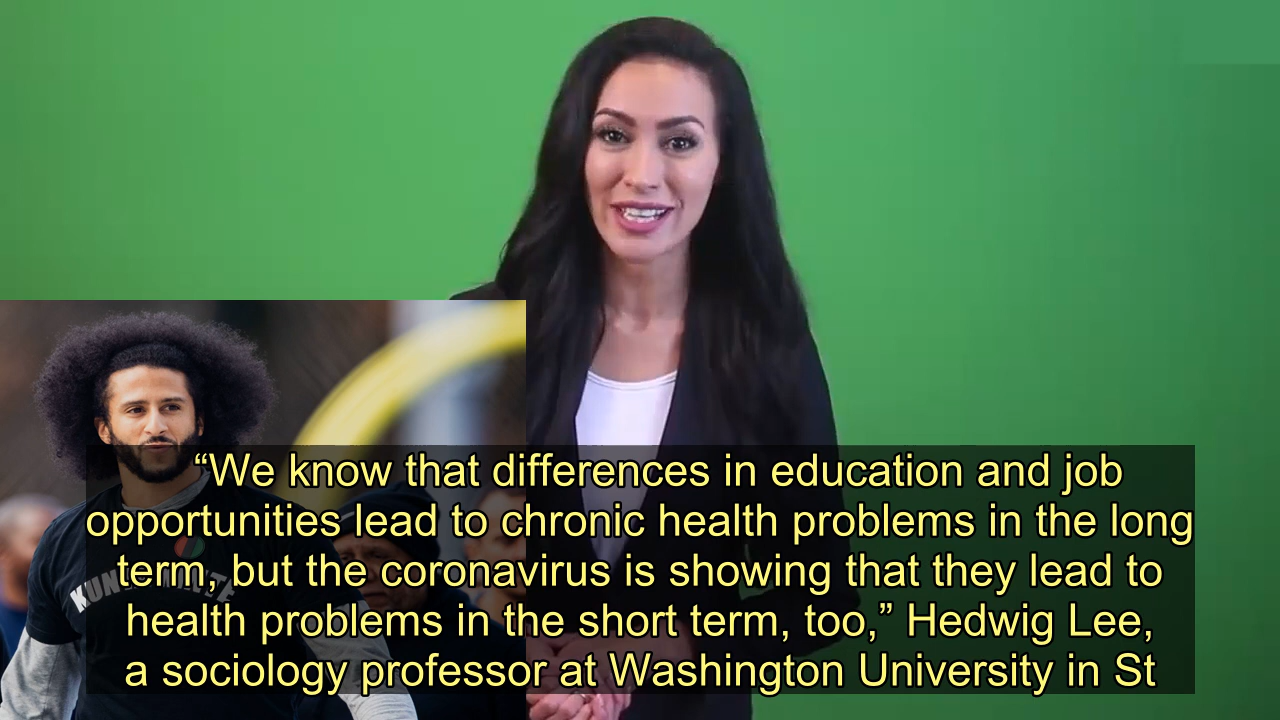 “We know that differences in education and job
opportunities lead to chronic health problems in the long
term, but the coronavirus is showing that they lead to
health problems in the short term, too,” Hedwig Lee,
a sociology professor at Washington University in St